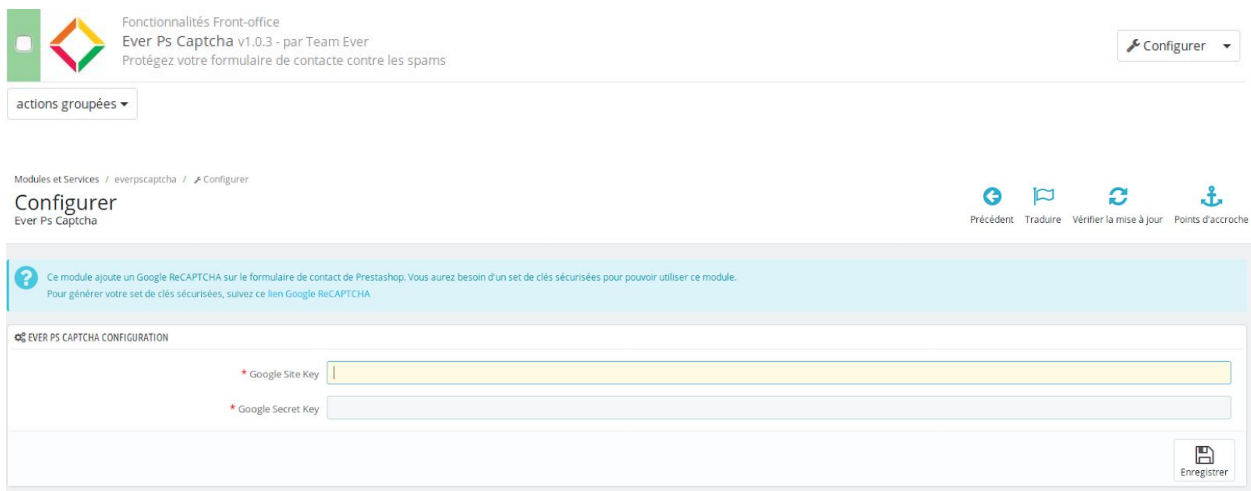 Fonctionnalités Front-office
Ever Ps Captcha v1.0.3 - par Team Ever
Protégez votre formulaire de contacte contre les spams
Configurer
actions groupées
Modules et Services / everpscaptcha / Configurer
Configurer
Ever Ps Captcha
Précédent Traduire Vérifier la mise à jour Points d'accroche
Ce module ajoute un Google ReCAPTCHA sur le formulaire de contact de Prestashop. Vous aurez besoin d'un set de clés sécurisées pour pouvoir utiliser ce module.
Pour générer votre set de clés sécurisées, suivez ce lien Google ReCAPTCHA
EVER PS CAPTCHA CONFIGURATION
* Google Site Key
* Google Secret Key
Enregistrer